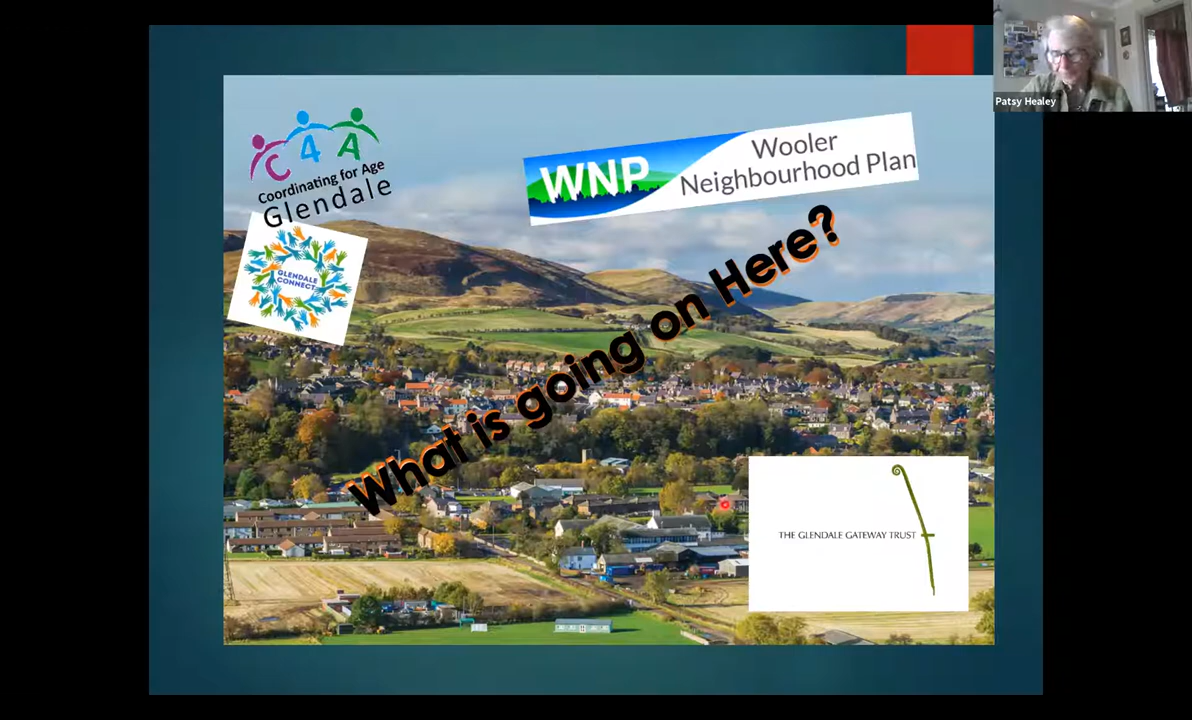 Patsy Healey
C4A
Coordinating for Age
Glendale
WNP
Wooler
Neighbourhood Plan
GLENDALE
CONNECT
What is going on Here?
THE GLENDALE GATEWAY TRUST